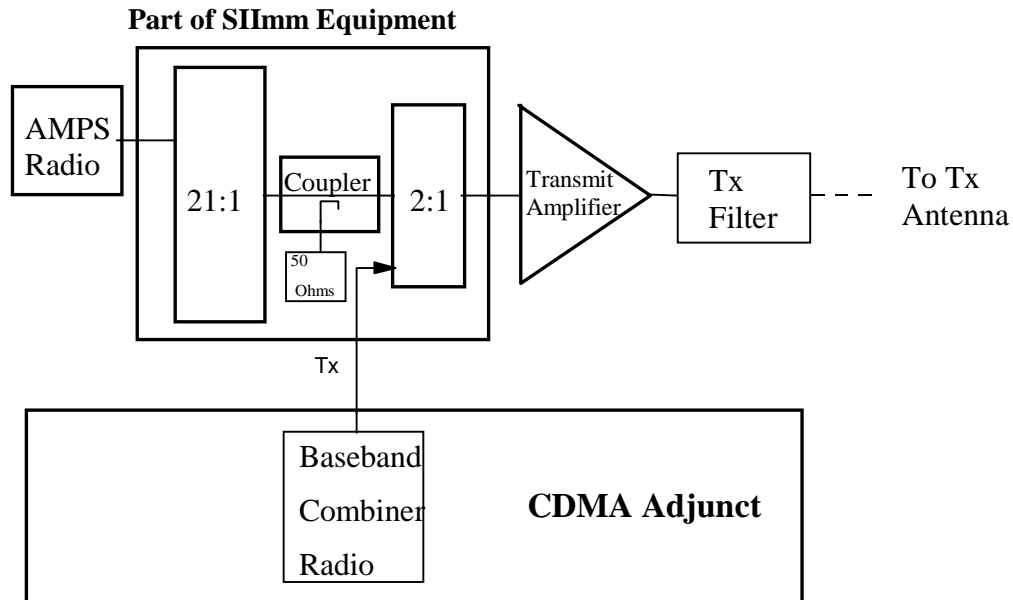 Part of SIImm Equipment
AMPS
Radio
21:1
Coupler
50
Ohms
2:1
Transmit
Amplifier
Tx
Filter
To Tx
Antenna
Tx
Baseband
Combiner
Radio
CDMA Adjunct